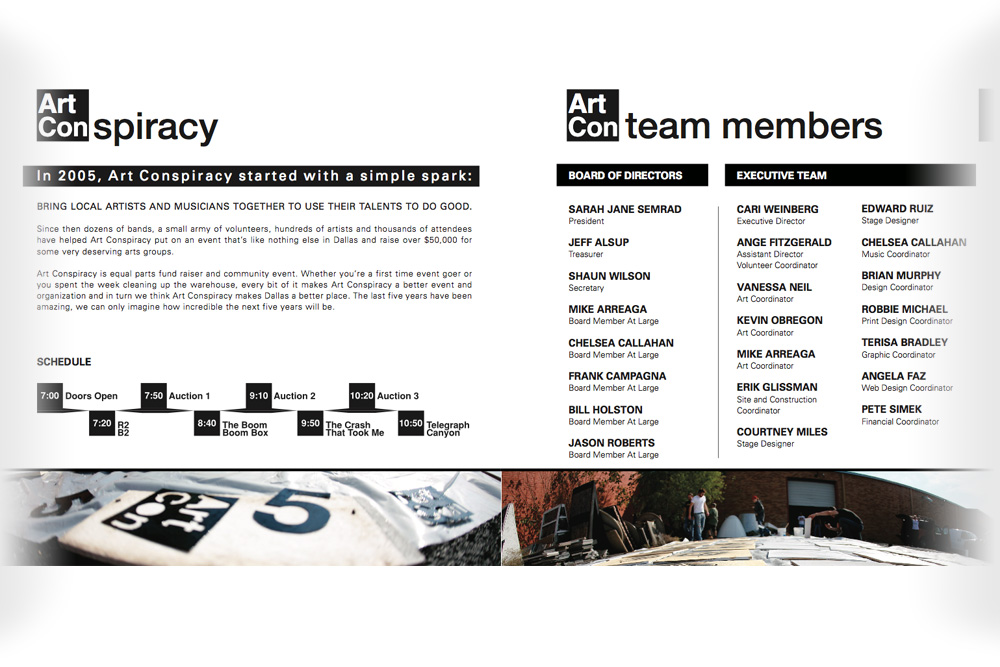 Art
Conspiracy
In 2005, Art Conspiracy started with a simple spark:
BRING LOCAL ARTISTS AND MUSICIANS TOGETHER TO USE THEIR TALENTS TO DO GOOD.
Since then dozens of bands, a small army of volunteers, hundreds of artists and thousands of attendees
have helped Art Conspiracy put on an event that's like nothing else in Dallas and raise over $50,000 for
some very deserving arts groups.
Art Conspiracy is equal parts fund raiser and community event. Whether you're a first time event goer or
you spent the week cleaning up the warehouse, every bit of it makes Art Conspiracy a better event and
organization and in turn we think Art Conspiracy makes Dallas a better place. The last five years have been
amazing, we can only imagine how incredible the next five years will be.
SCHEDULE
7:00 Doors Open
7:20 R2
B2
7:50 Auction 1
8:40 The Boom
Boom Box
9:10 Auction 2
9:50 The Crash
That Took Me
10:20 Auction 3
10:50 Telegraph
Canyon
Art
Con team members
BOARD OF DIRECTORS
SARAH JANE SEMRAD
President
JEFF ALSUP
Treasurer
SHAUN WILSON
Secretary
MIKE ARREAGA
Board Member At Large
CHELSEA CALLAHAN
Board Member At Large
FRANK CAMPAGNA
Board Member At Large
BILL HOLSTON
Board Member At Large
JASON ROBERTS
Board Member At Large
EXECUTIVE TEAM
CARI WEINBERG
Executive Director
ANGE FITZGERALD
Assistant Director
Volunteer Coordinator
VANESSA NEIL
Art Coordinator
KEVIN OBREGON
Art Coordinator
MIKE ARREAGA
Art Coordinator
ERIK GLISSMAN
Site and Construction
Coordinator
COURTNEY MILES
Stage Designer
EDWARD RUIZ
Stage Designer
CHELSEA CALLAHAN
Music Coordinator
BRIAN MURPHY
Design Coordinator
ROBBIE MICHAEL
Print Design Coordinator
TERISA BRADLEY
Graphic Coordinator
ANGELA FAZ
Web Design Coordinator
PETE SIMEK
Financial Coordinator
5
Art
Con
5